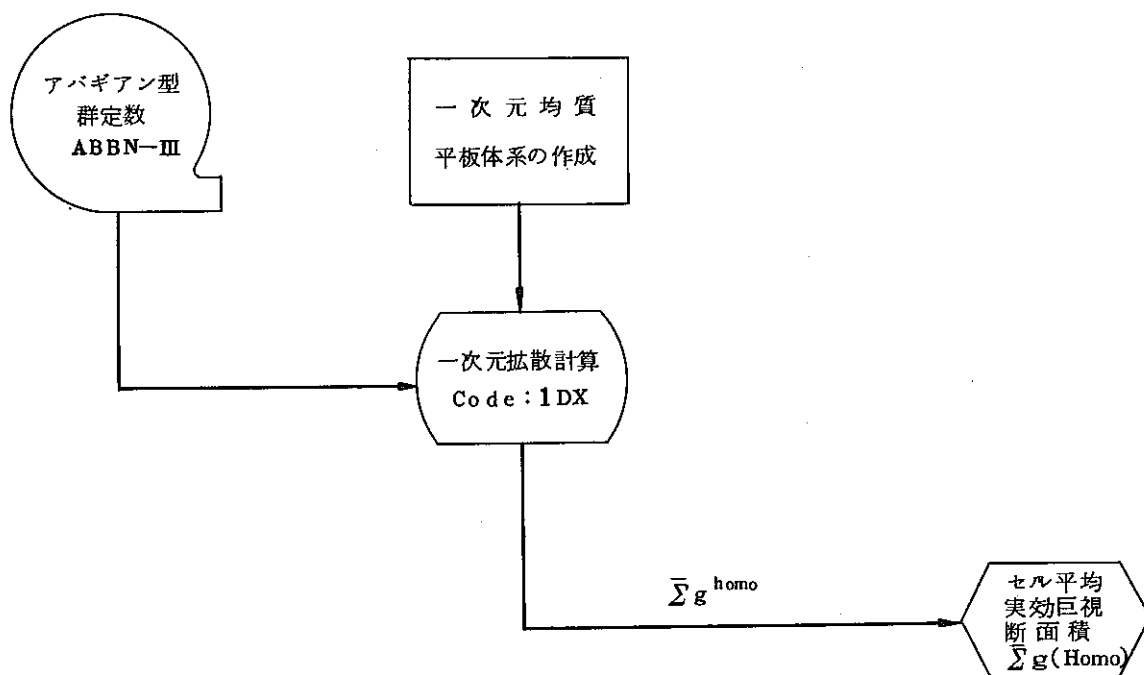 アバギアン型
群定数
ABBN-III
一次元均質
平板体系の作成
一次元拡散計算
Code:1DX
Σ̄g^homo
セル平均
実効巨視
断面積
Σ̄g(Homo)